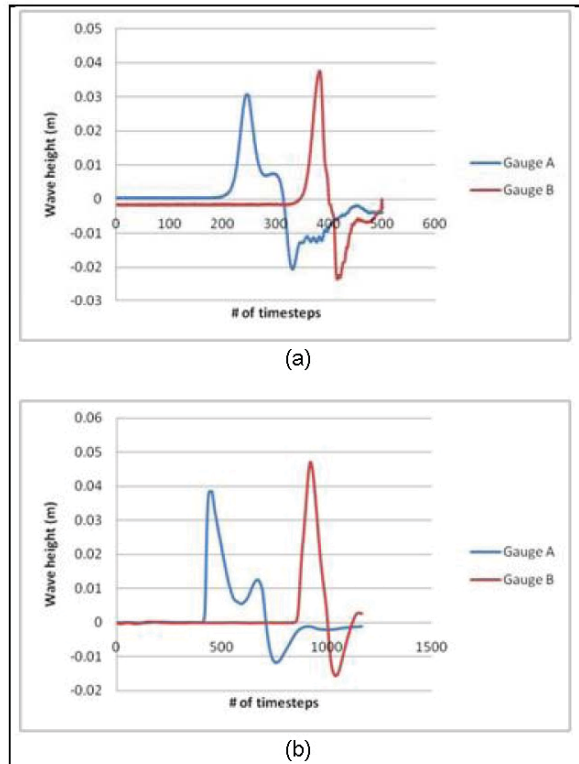 0.05
0.04
0.03
0.02
0.01
0
-0.01
-0.02
-0.03
Wave height (m)
0 100 200 300 400 500 600
# of timesteps
Gauge A
Gauge B
(a)
0.06
0.05
0.04
0.03
0.02
0.01
0
-0.01
-0.02
Wave height (m)
0 500 1000 1500
# of timesteps
Gauge A
Gauge B
(b)